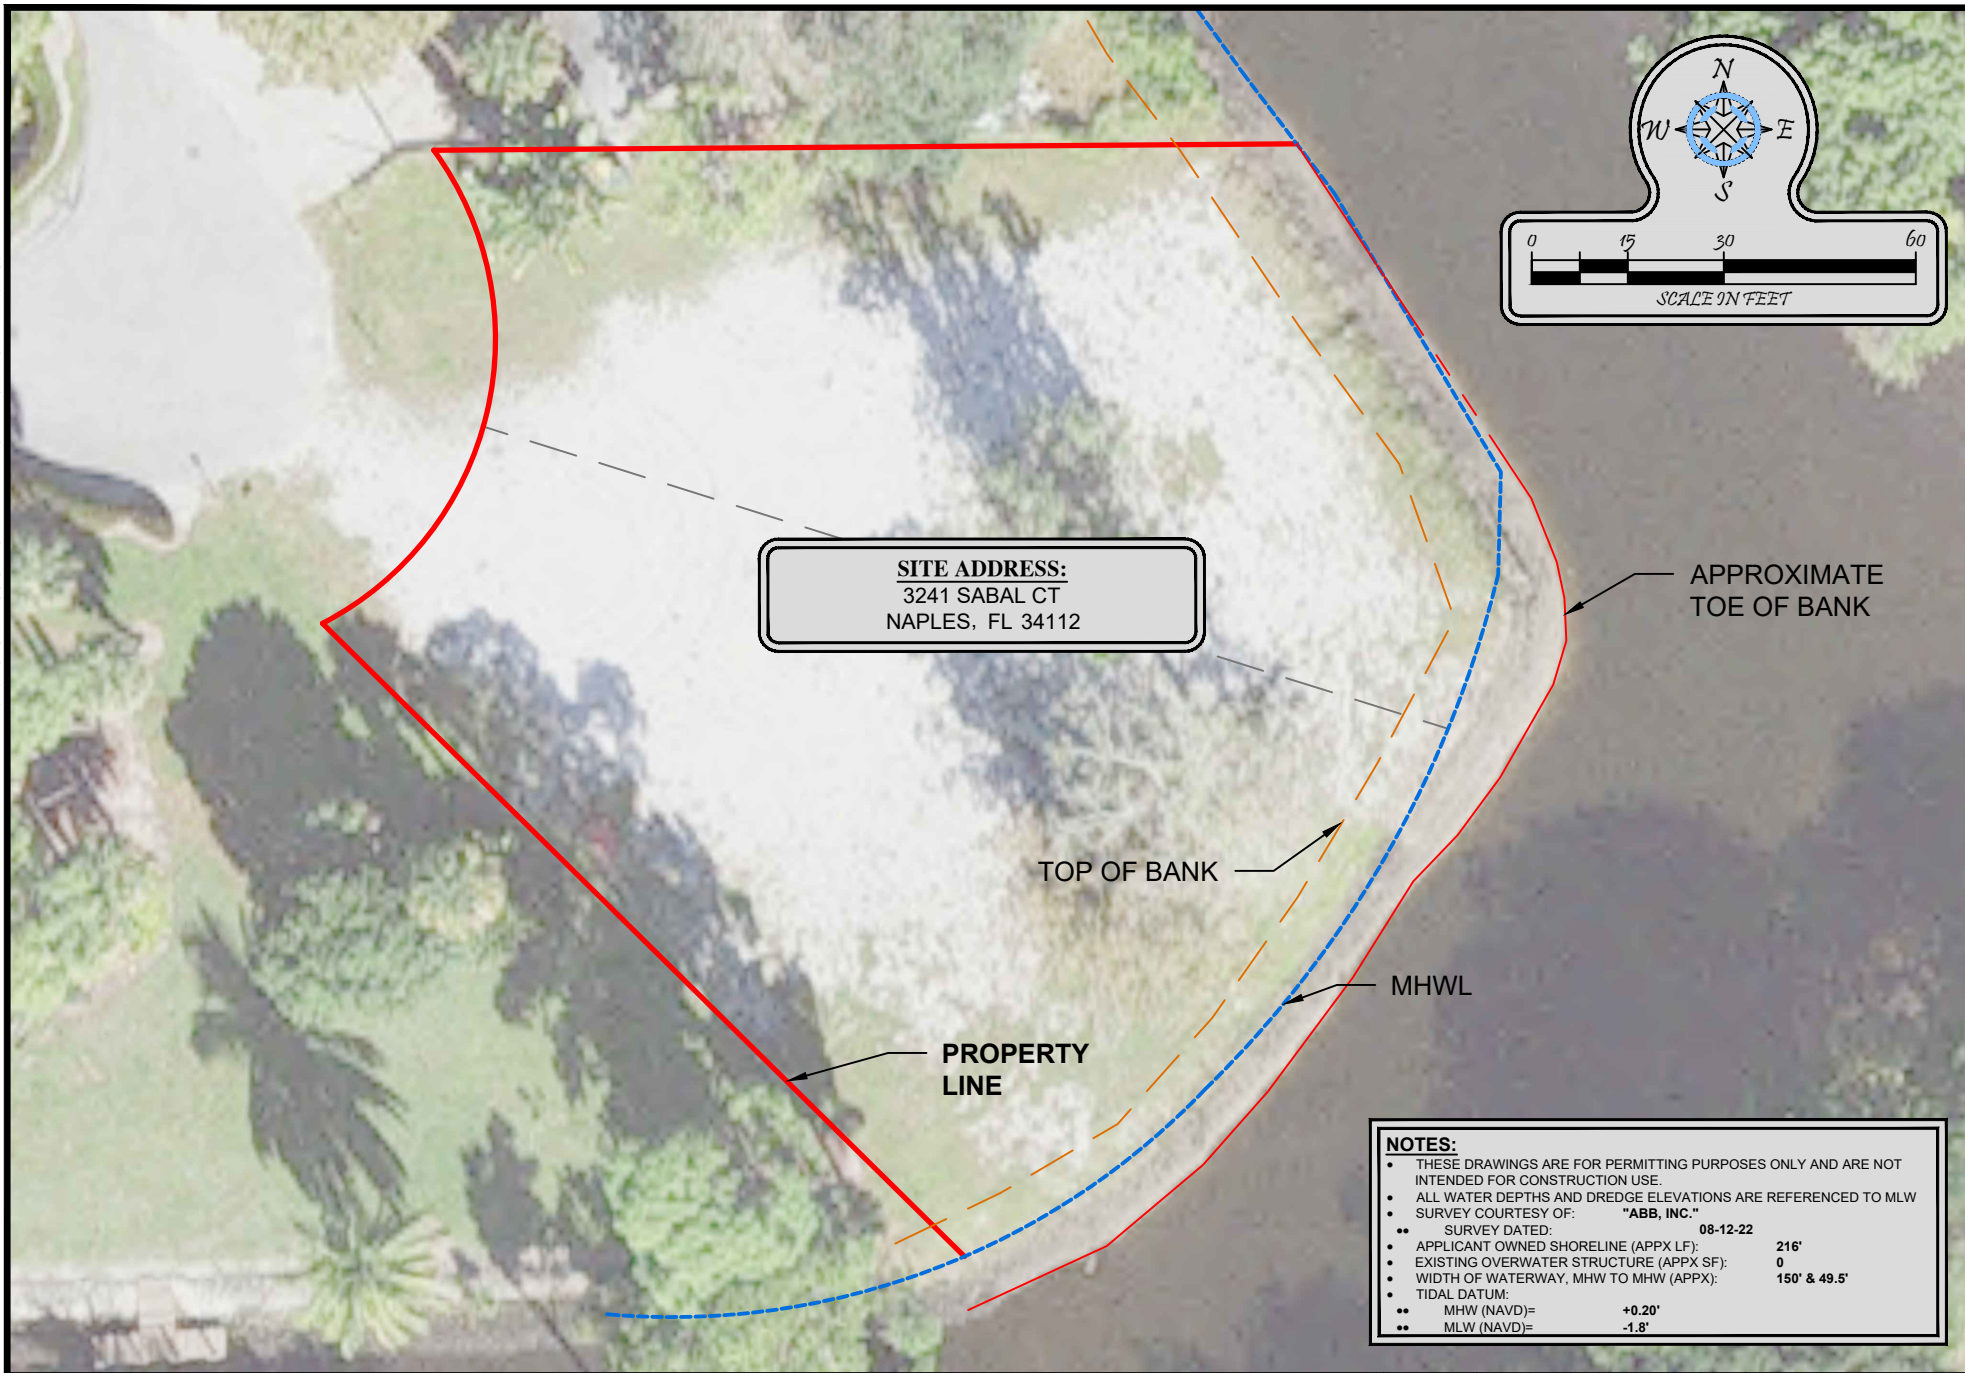 N
W E
S
0 15 30 60
SCALE IN FEET
SITE ADDRESS:
3241 SABAL CT
NAPLES, FL 34112
APPROXIMATE
TOE OF BANK
TOP OF BANK
MHWL
PROPERTY
LINE
NOTES:
• THESE DRAWINGS ARE FOR PERMITTING PURPOSES ONLY AND ARE NOT
INTENDED FOR CONSTRUCTION USE.
• ALL WATER DEPTHS AND DREDGE ELEVATIONS ARE REFERENCED TO MLW
• SURVEY COURTESY OF: "ABB, INC."
•• SURVEY DATED: 08-12-22
• APPLICANT OWNED SHORELINE (APPX LF): 216'
• EXISTING OVERWATER STRUCTURE (APPX SF): 0
• WIDTH OF WATERWAY, MHW TO MHW (APPX): 150' & 49.5'
• TIDAL DATUM:
•• MHW (NAVD)= +0.20'
•• MLW (NAVD)= -1.8'